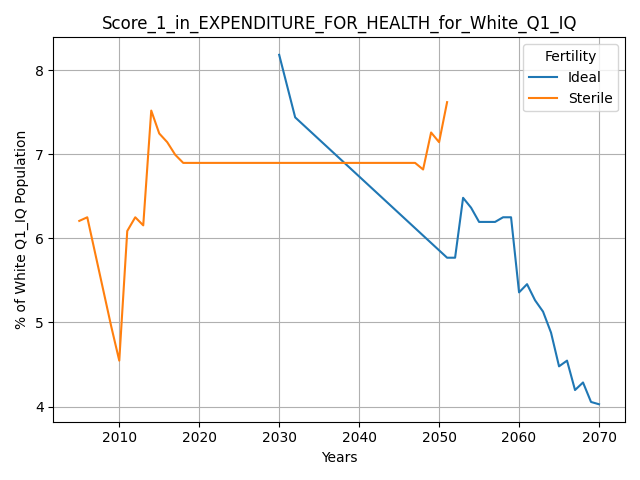 Score_1_in_EXPENDITURE_FOR_HEALTH_for_White_Q1_IQ
Fertility
Ideal
Sterile
% of White Q1_IQ Population
8
7
6
5
4
2010 2020 2030 2040 2050 2060 2070
Years